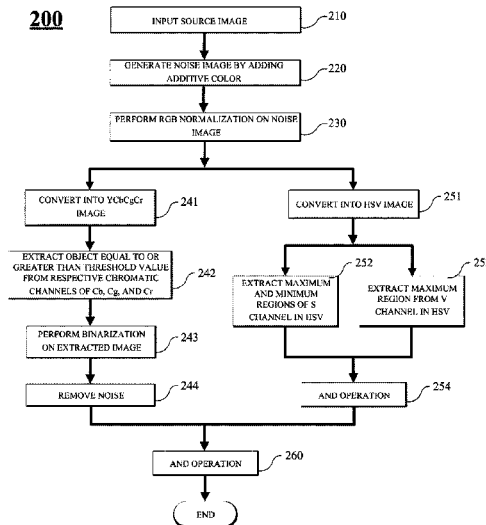 200
INPUT SOURCE IMAGE
210
GENERATE NOISE IMAGE BY ADDING
ADDITIVE COLOR
220
PERFORM RGB NORMALIZATION ON NOISE
IMAGE
230
CONVERT INTO YCbCgCr
IMAGE
241
CONVERT INTO HSV IMAGE
251
EXTRACT OBJECT EQUAL TO OR
GREATER THAN THRESHOLD VALUE
FROM RESPECTIVE CHROMATIC
CHANNELS OF Cb, Cg, AND Cr
242
EXTRACT MAXIMUM
AND MINIMUM
REGIONS OF S
CHANNEL IN HSV
252
EXTRACT MAXIMUM
REGION FROM V
CHANNEL IN HSV
25
PERFORM BINARIZATION
ON EXTRACTED IMAGE
243
REMOVE NOISE
244
AND OPERATION
254
AND OPERATION
260
END